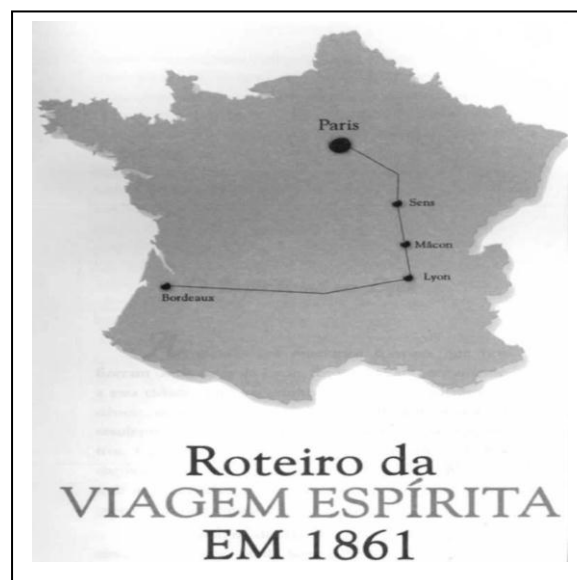 Paris
Sens
Mâcon
Lyon
Bordeaux
Roteiro da
VIAGEM ESPÍRITA
EM 1861